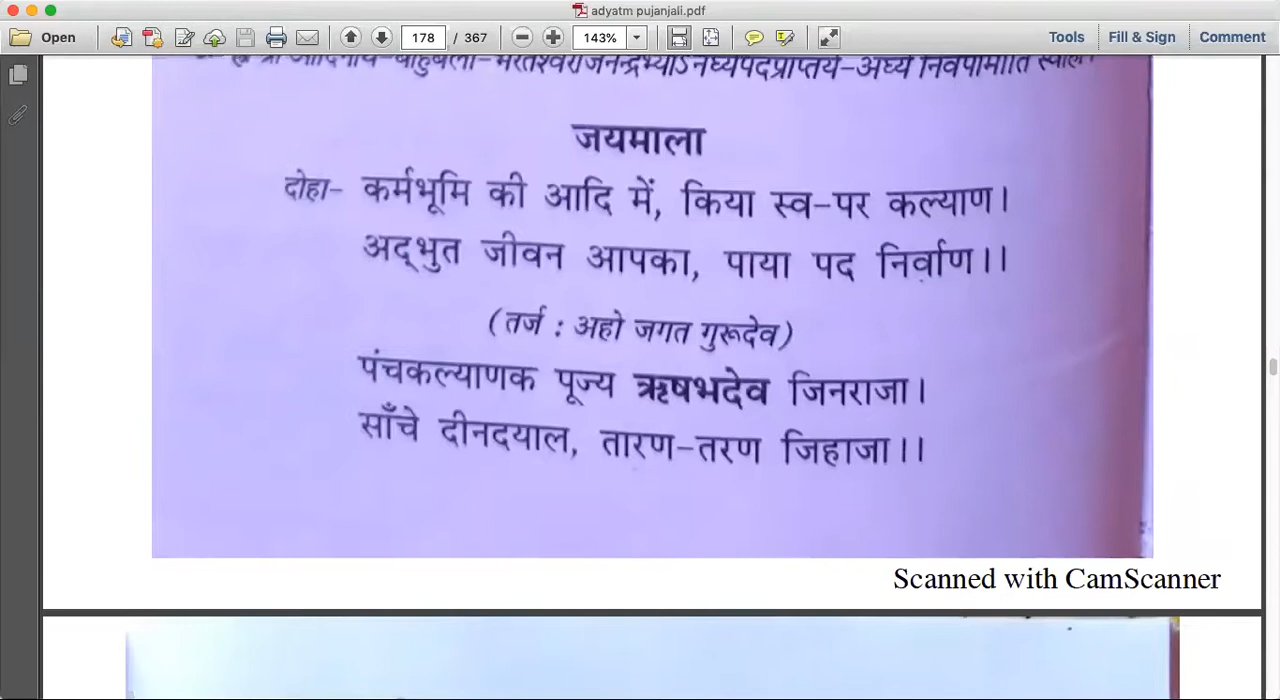 adyatm pujanjali.pdf
Open 178 / 367 143% Tools Fill & Sign Comment
जयमाला
दोहा- कर्मभूमि की आदि में, किया स्व-पर कल्याण।
अद्भुत जीवन आपका, पाया पद निर्वाण।।
(तर्ज : अहो जगत गुरूदेव)
पंचकल्याणक पूज्य ऋषभदेव जिनराजा।
साँचे दीनदयाल, तारण-तरण जिहाजा।।
Scanned with CamScanner